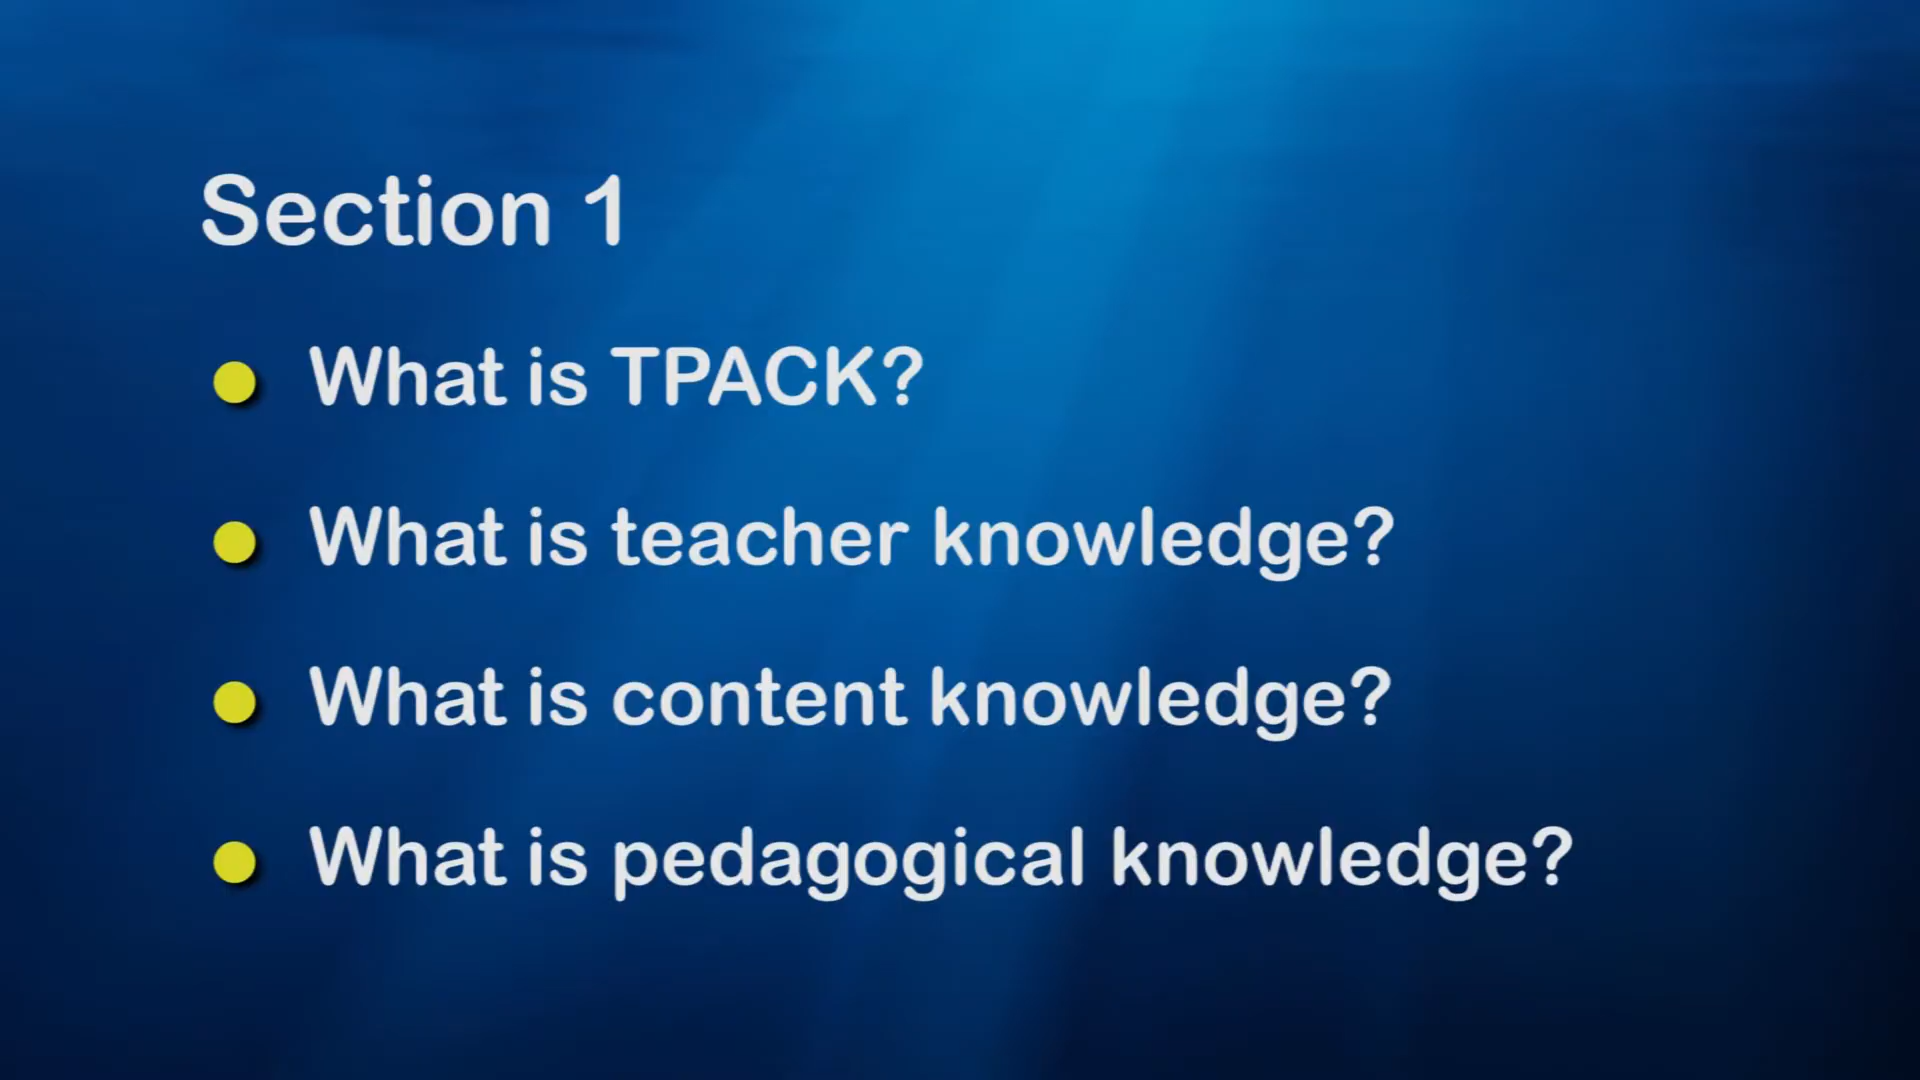 Section 1
What is TPACK?
What is teacher knowledge?
What is content knowledge?
What is pedagogical knowledge?